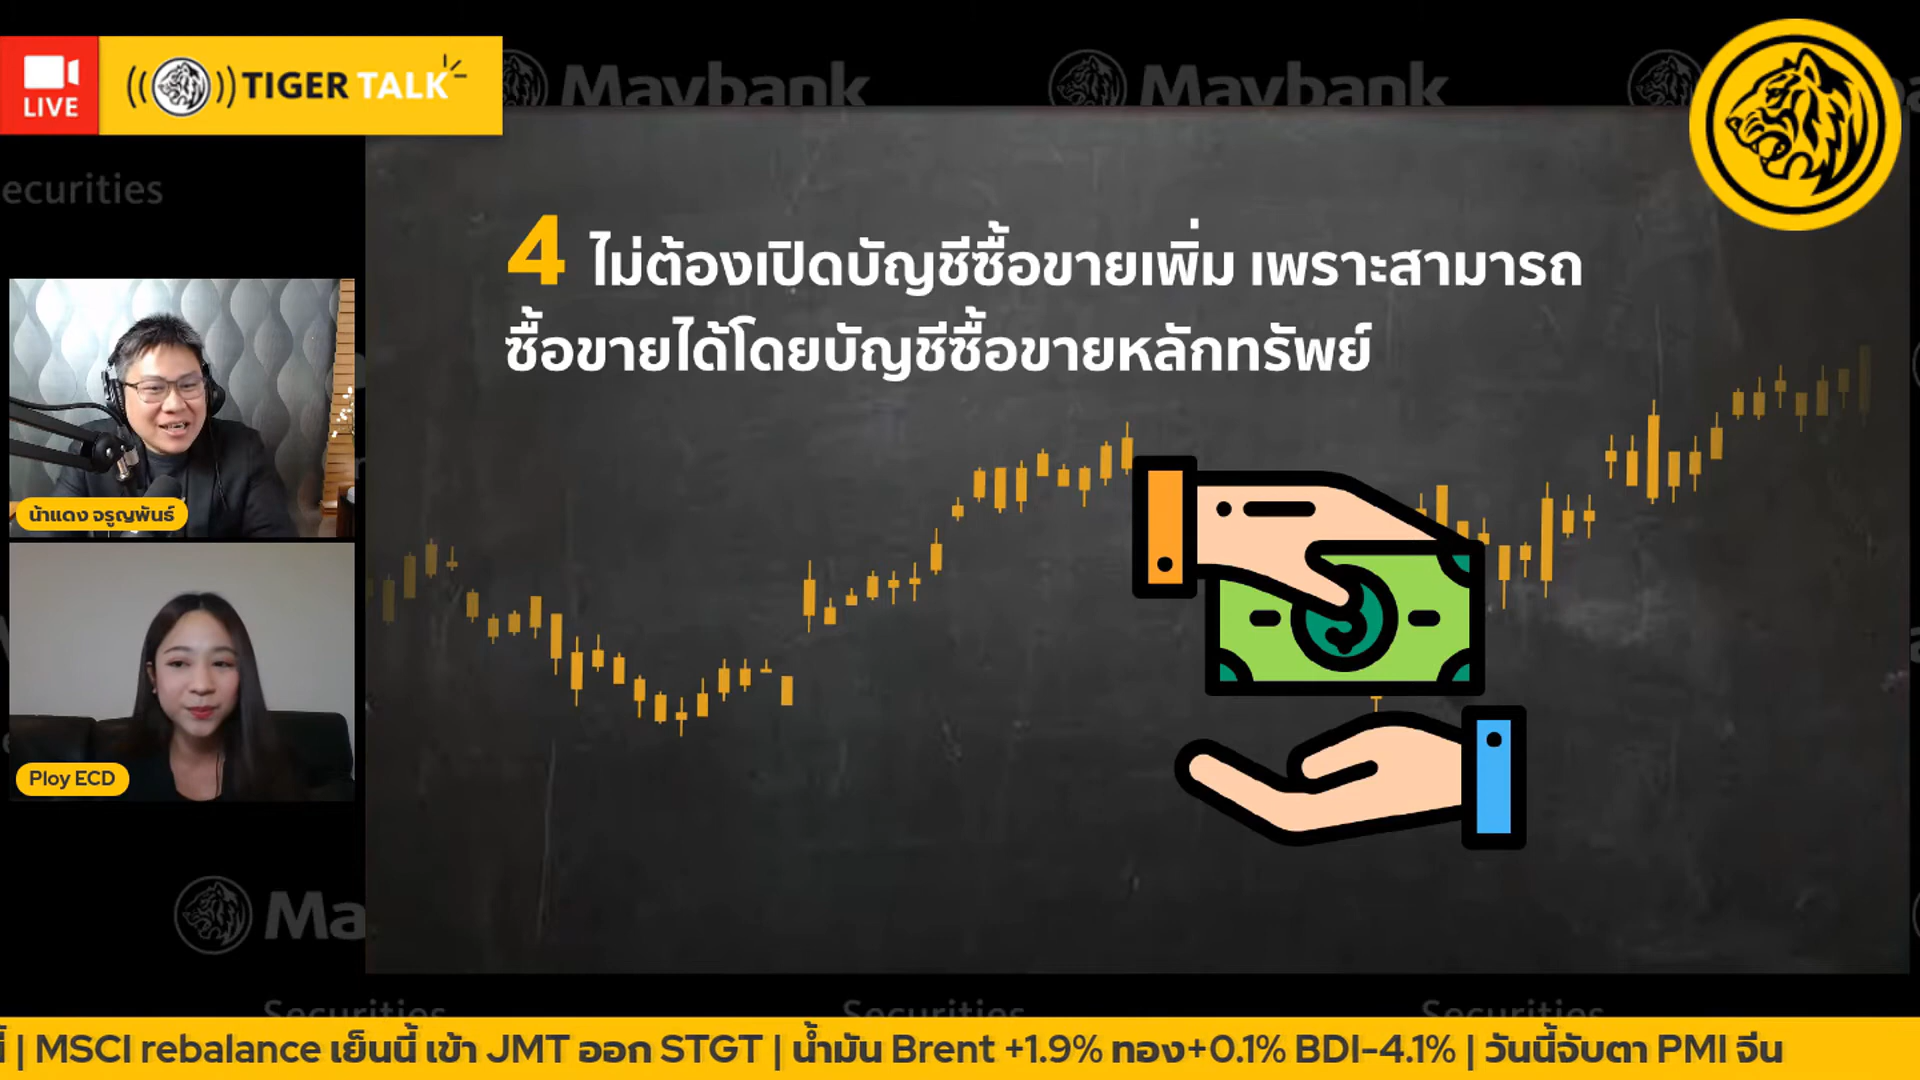 LIVE
TIGER TALK
Maybank
Maybank
ecurities
4 ไม่ต้องเปิดบัญชีซื้อขายเพิ่ม เพราะสามารถ
ซื้อขายได้โดยบัญชีซื้อขายหลักทรัพย์
น้าแดง จรูญพันธ์
Ploy ECD
Ma
Securities
Securities
Securities
| MSCI rebalance เย็นนี้ เข้า JMT ออก STGT | น้ำมัน Brent +1.9% ทอง+0.1% BDI-4.1% | วันนี้จับตา PMI จีน